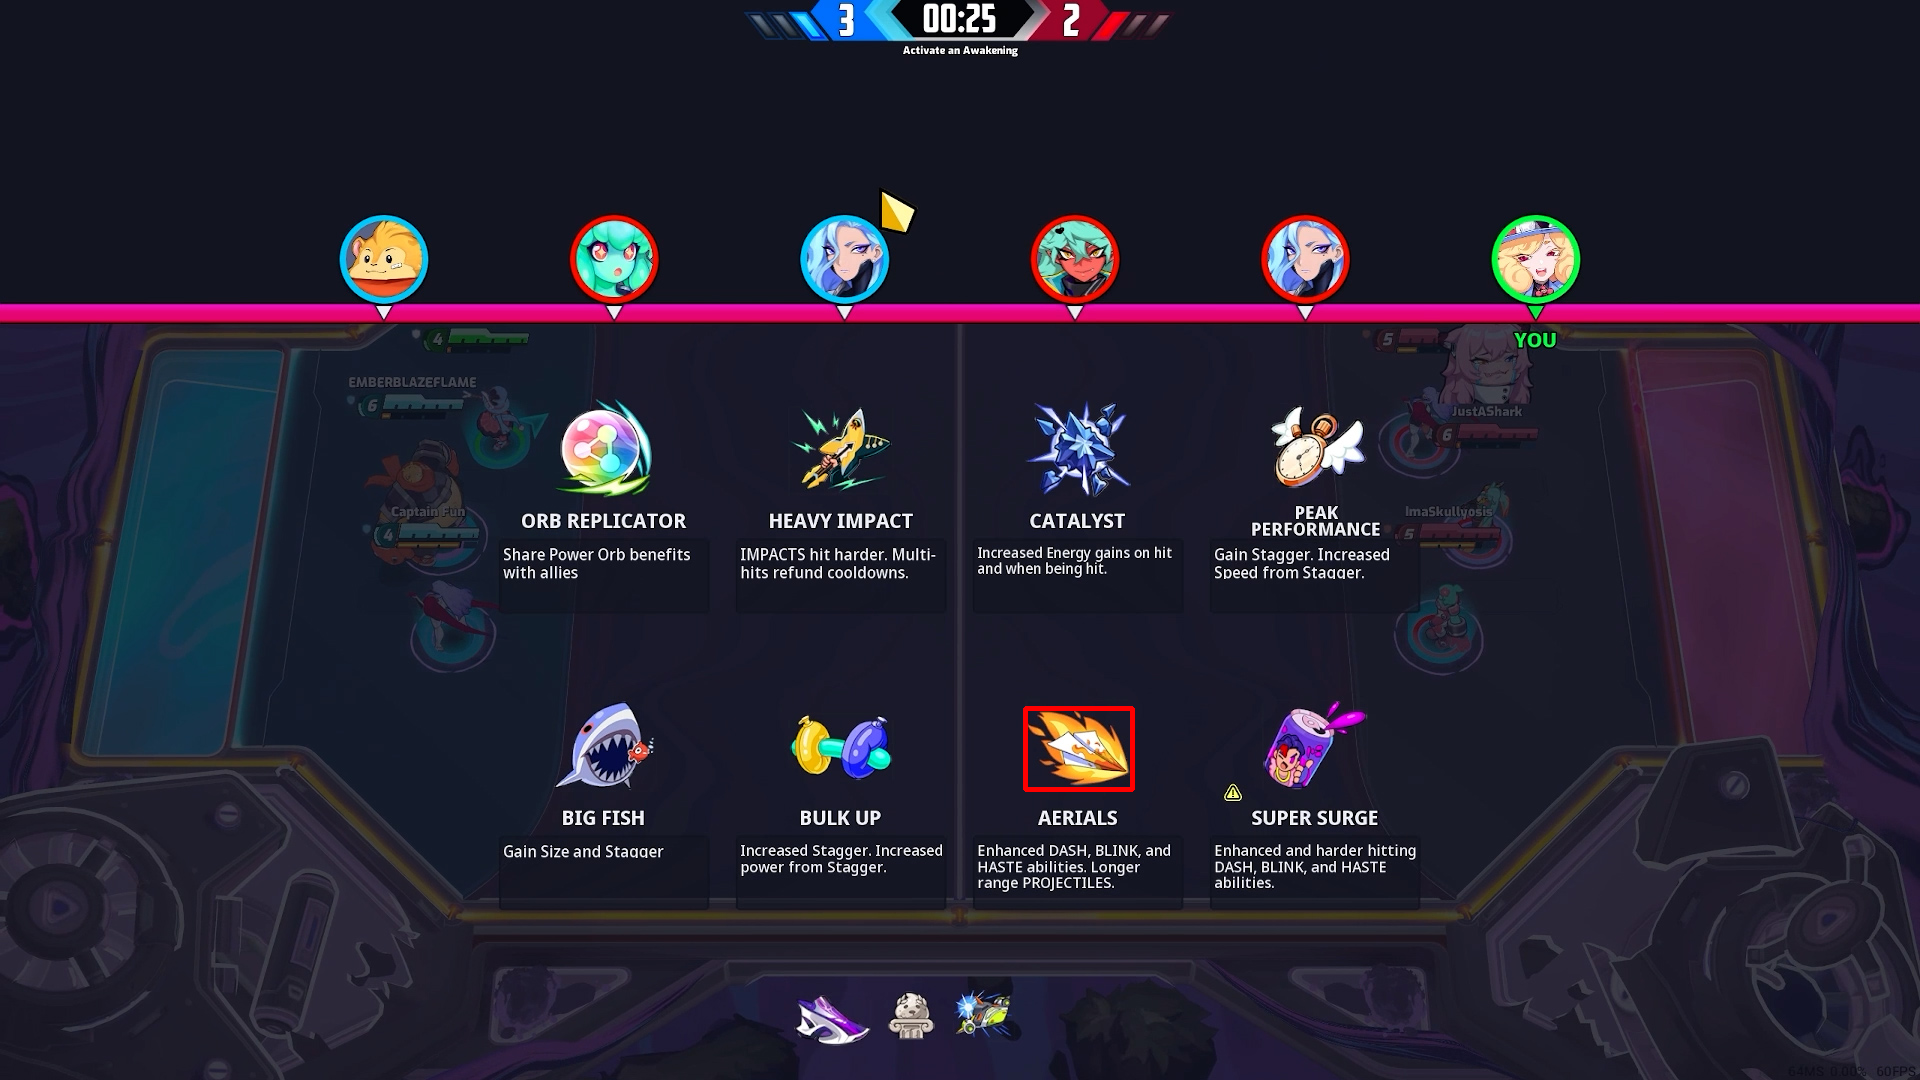 3
00:25
2
Activate an Awakening
YOU
4
5
EMBERBLAZEFLAME
6
JustAShark
6
Captain Fun
4
ImaSkullyosis
5
ORB REPLICATOR
Share Power Orb benefits
with allies
HEAVY IMPACT
IMPACTS hit harder. Multi-
hits refund cooldowns.
CATALYST
Increased Energy gains on hit
and when being hit.
PEAK
PERFORMANCE
Gain Stagger. Increased
Speed from Stagger.
BIG FISH
Gain Size and Stagger
BULK UP
Increased Stagger. Increased
power from Stagger.
AERIALS
Enhanced DASH, BLINK, and
HASTE abilities. Longer
range PROJECTILES.
SUPER SURGE
Enhanced and harder hitting
DASH, BLINK, and HASTE
abilities.
64MS 0.00% 60FPS